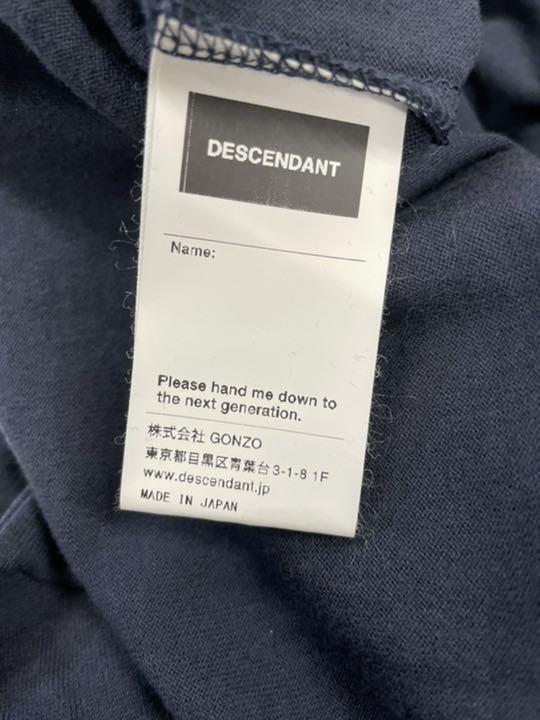 DESCENDANT
Name:
Please hand me down to
the next generation.
株式会社 GONZO
東京都目黒区青葉台3-1-8 1F
www.descendant.jp
MADE IN JAPAN